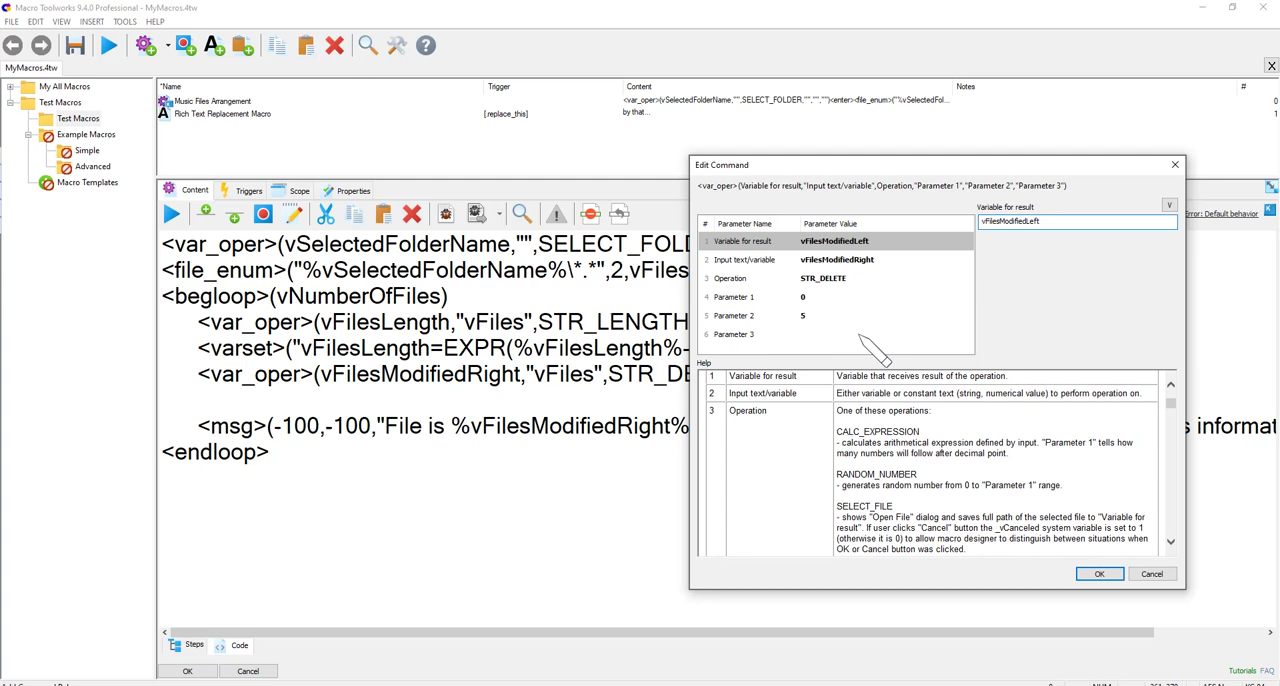 Macro Toolworks 9.4.0 Professional - MyMacros.4tw
FILE EDIT VIEW INSERT TOOLS HELP
MyMacros.4tw
My All Macros
Test Macros
Test Macros
Example Macros
Simple
Advanced
Macro Templates
*Name Trigger Content Notes #
Music Files Arrangement <var_oper>(vSelectedFolderName,"",SELECT_FOLDER,"","","")<enter><file_enum>("%vSelectedFol... 0
Rich Text Replacement Macro [.replace_this] by that... 1
Content Triggers Scope Properties
Error: Default behavior
<var_oper>(vSelectedFolderName,"",SELECT_FOLD
<file_enum>("%vSelectedFolderName%\*.*",2,vFiles
<begloop>(vNumberOfFiles)
<var_oper>(vFilesLength,"vFiles",STR_LENGTH
<varset>("vFilesLength=EXPR(%vFilesLength%-
<var_oper>(vFilesModifiedRight,"vFiles",STR_DE
<msg>(-100,-100,"File is %vFilesModifiedRight% s informat
<endloop>
Edit Command
<var_oper>(Variable for result,"Input text/variable",Operation,"Parameter 1","Parameter 2","Parameter 3")
# Parameter Name Parameter Value
1 Variable for result vFilesModifiedLeft
2 Input text/variable vFilesModifiedRight
3 Operation STR_DELETE
4 Parameter 1 0
5 Parameter 2 5
6 Parameter 3
Variable for result V
vFilesModifiedLeft
Help
1 Variable for result Variable that receives result of the operation.
2 Input text/variable Either variable or constant text (string, numerical value) to perform operation on.
3 Operation One of these operations:
CALC_EXPRESSION
- calculates arithmetical expression defined by input. "Parameter 1" tells how
many numbers will follow after decimal point.
RANDOM_NUMBER
- generates random number from 0 to "Parameter 1" range.
SELECT_FILE
- shows "Open File" dialog and saves full path of the selected file to "Variable for
result". If user clicks "Cancel" button the _vCanceled system variable is set to 1
(otherwise it is 0) to allow macro designer to distinguish between situations when
OK or Cancel button was clicked.
OK Cancel
Steps Code
OK Cancel
Tutorials FAQ